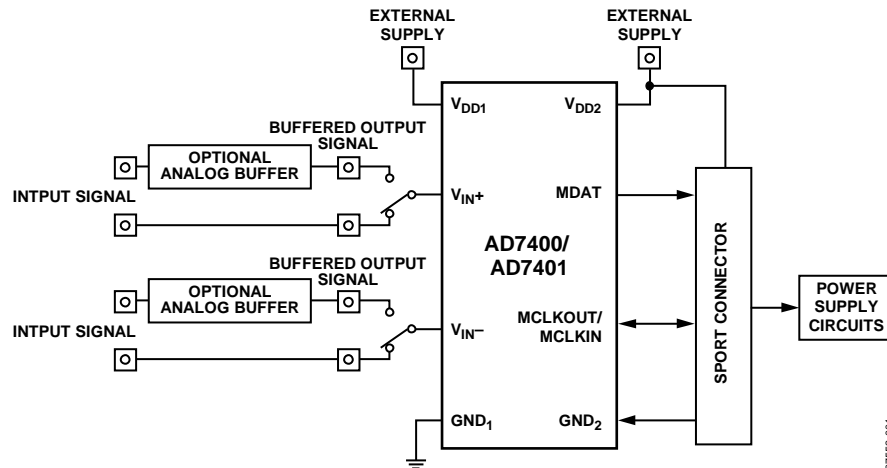 EXTERNAL
SUPPLY
EXTERNAL
SUPPLY
VDD1
VDD2
BUFFERED OUTPUT
SIGNAL
OPTIONAL
ANALOG BUFFER
INTPUT SIGNAL
VIN+
MDAT
AD7400/
AD7401
BUFFERED OUTPUT
SIGNAL
OPTIONAL
ANALOG BUFFER
INTPUT SIGNAL
VIN–
MCLKOUT/
MCLKIN
GND1
GND2
SPORT CONNECTOR
POWER
SUPPLY
CIRCUITS